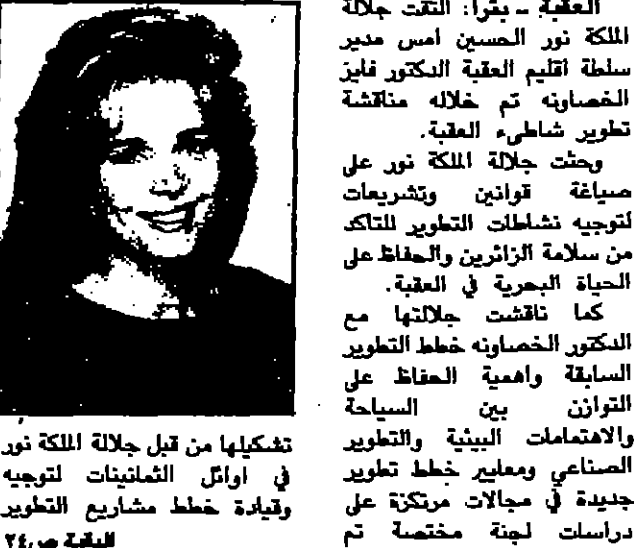 العقبة - بترا: التقت جلالة
الملكة نور الحسين امس مدير
سلطة اقليم العقبة الدكتور فايز
الخصاونه تم خلاله مناقشة
تطوير شاطىء العقبة.
وحثت جلالة الملكة نور على
صياغة قوانين وتشريعات
لتوجيه نشاطات التطوير للتاكد
من سلامة الزائرين والحفاظ على
الحياة البحرية في العقبة.
كما ناقشت جلالتها مع
الدكتور الخصاونه خطط التطوير
السابقة واهمية الحفاظ على
التوازن بين السياحة
والاهتمامات البيئية والتطوير
الصناعي ومعايير خطط تطوير
جديدة في مجالات مرتكزة على
دراسات لجنة مختصة تم
تشكيلها من قبل جلالة الملكة نور
في اوائل الثمانينات لتوجيه
وقيادة خطط مشاريع التطوير
البقية ص٢٤